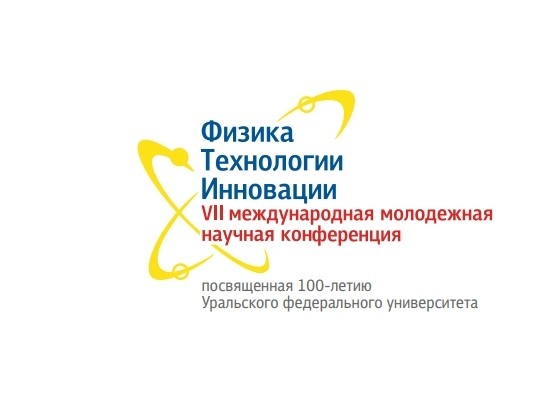 Физика
Технологии
Инновации
VII международная молодежная
научная конференция
посвященная 100-летию
Уральского федерального университета